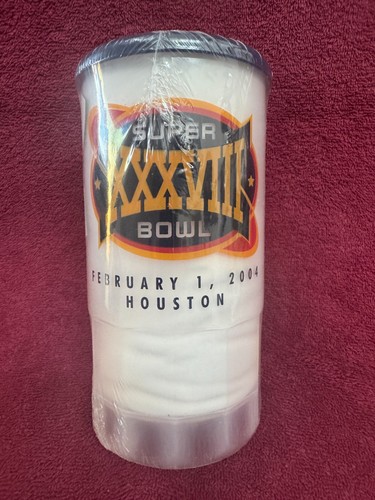 SUPER
XXXVIII
BOWL
FEBRUARY 1, 2004
HOUSTON